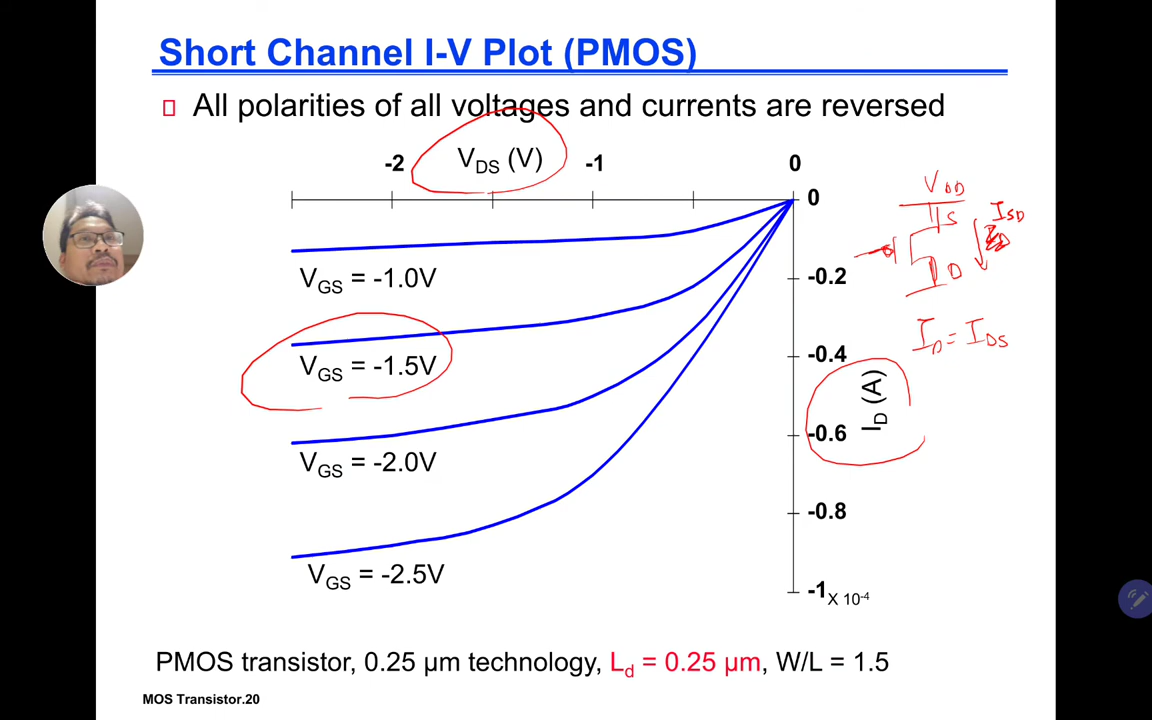 Short Channel I-V Plot (PMOS)
All polarities of all voltages and currents are reversed
-2 VDS (V) -1 0
0
VDD
S
ISD
D
-0.2
VGS = -1.0V
ID = IDS
-0.4
VGS = -1.5V
ID (A)
-0.6
VGS = -2.0V
-0.8
VGS = -2.5V
-1 X 10-4
PMOS transistor, 0.25 µm technology, Ld = 0.25 µm, W/L = 1.5
MOS Transistor.20